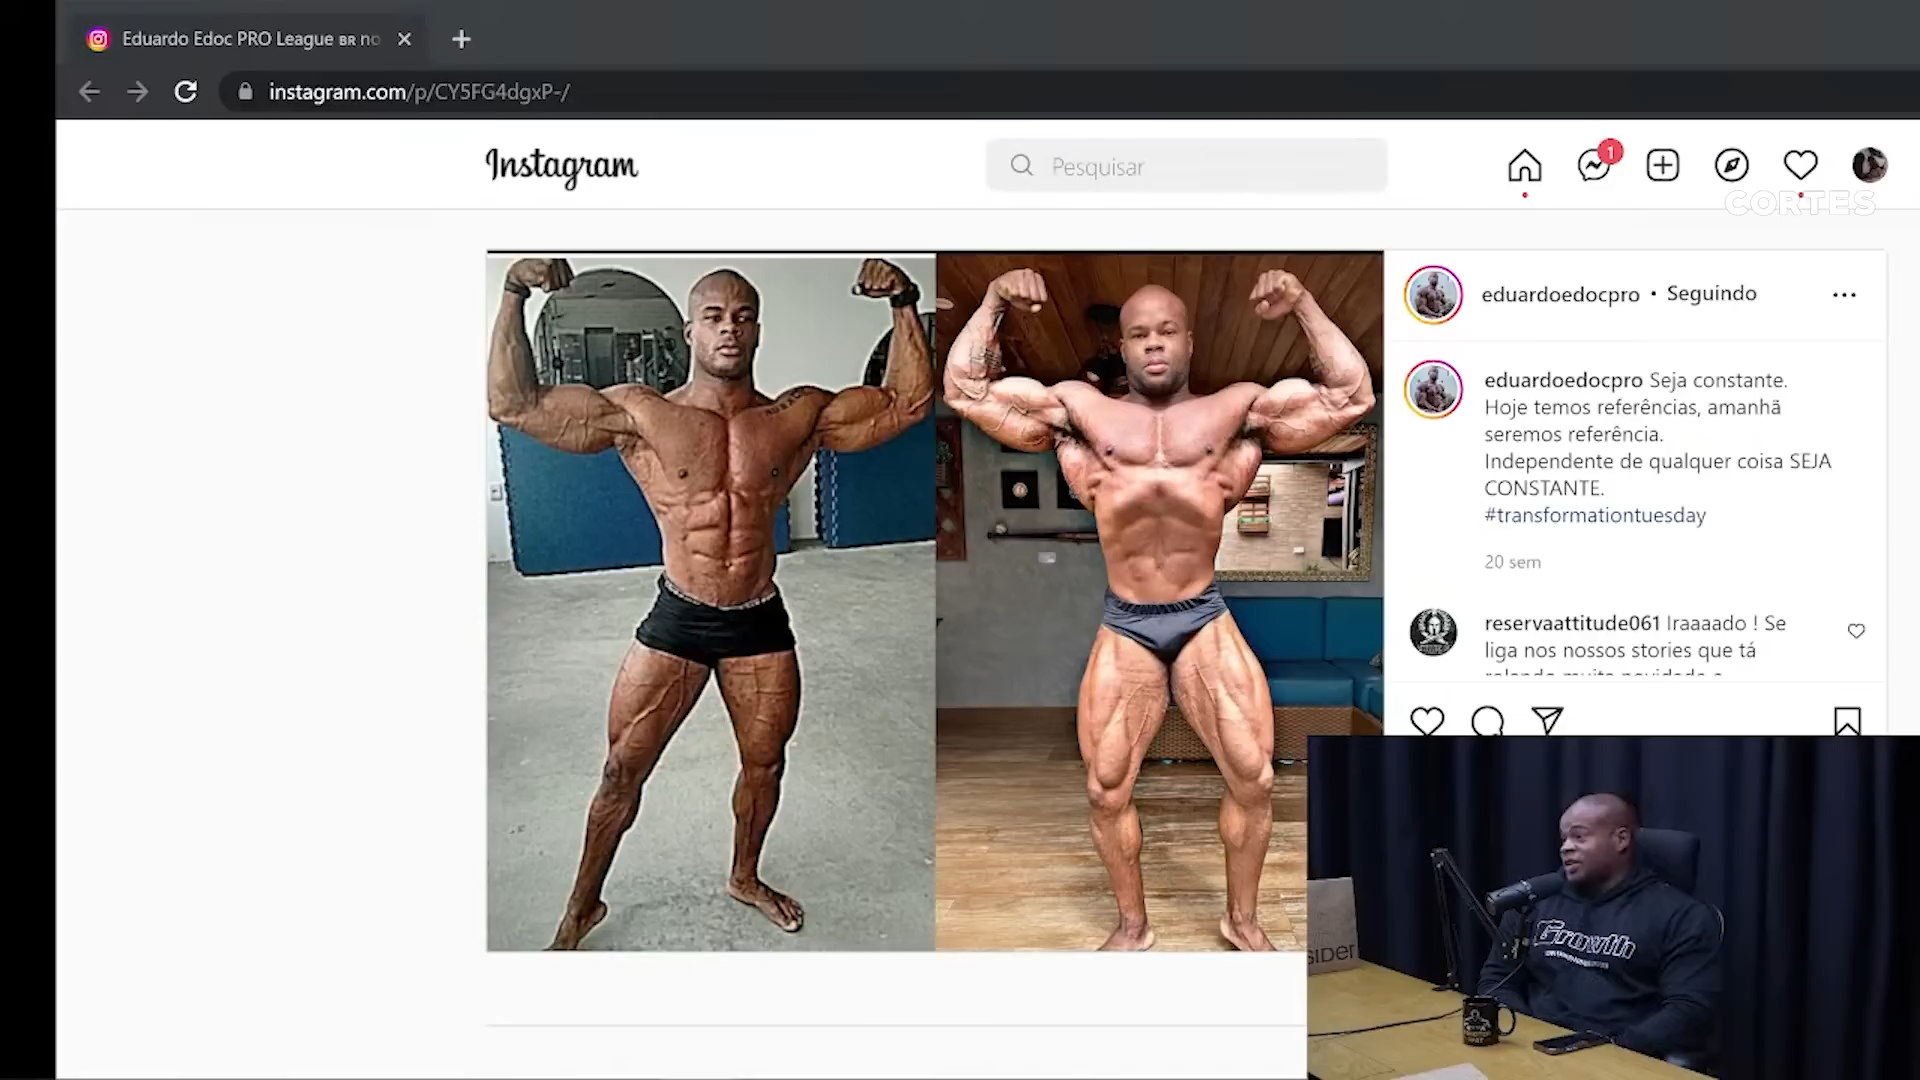 Eduardo Edoc PRO League BR no
instagram.com/p/CY5FG4dgxP-/
Instagram
Pesquisar
1
CORTES
eduardoedocpro • Seguindo
eduardoedocpro Seja constante.
Hoje temos referências, amanhã
seremos referência.
Independente de qualquer coisa SEJA
CONSTANTE.
#transformationtuesday
20 sem
reservaattitude061 Iraaaado ! Se
liga nos nossos stories que tá
Growth
sider